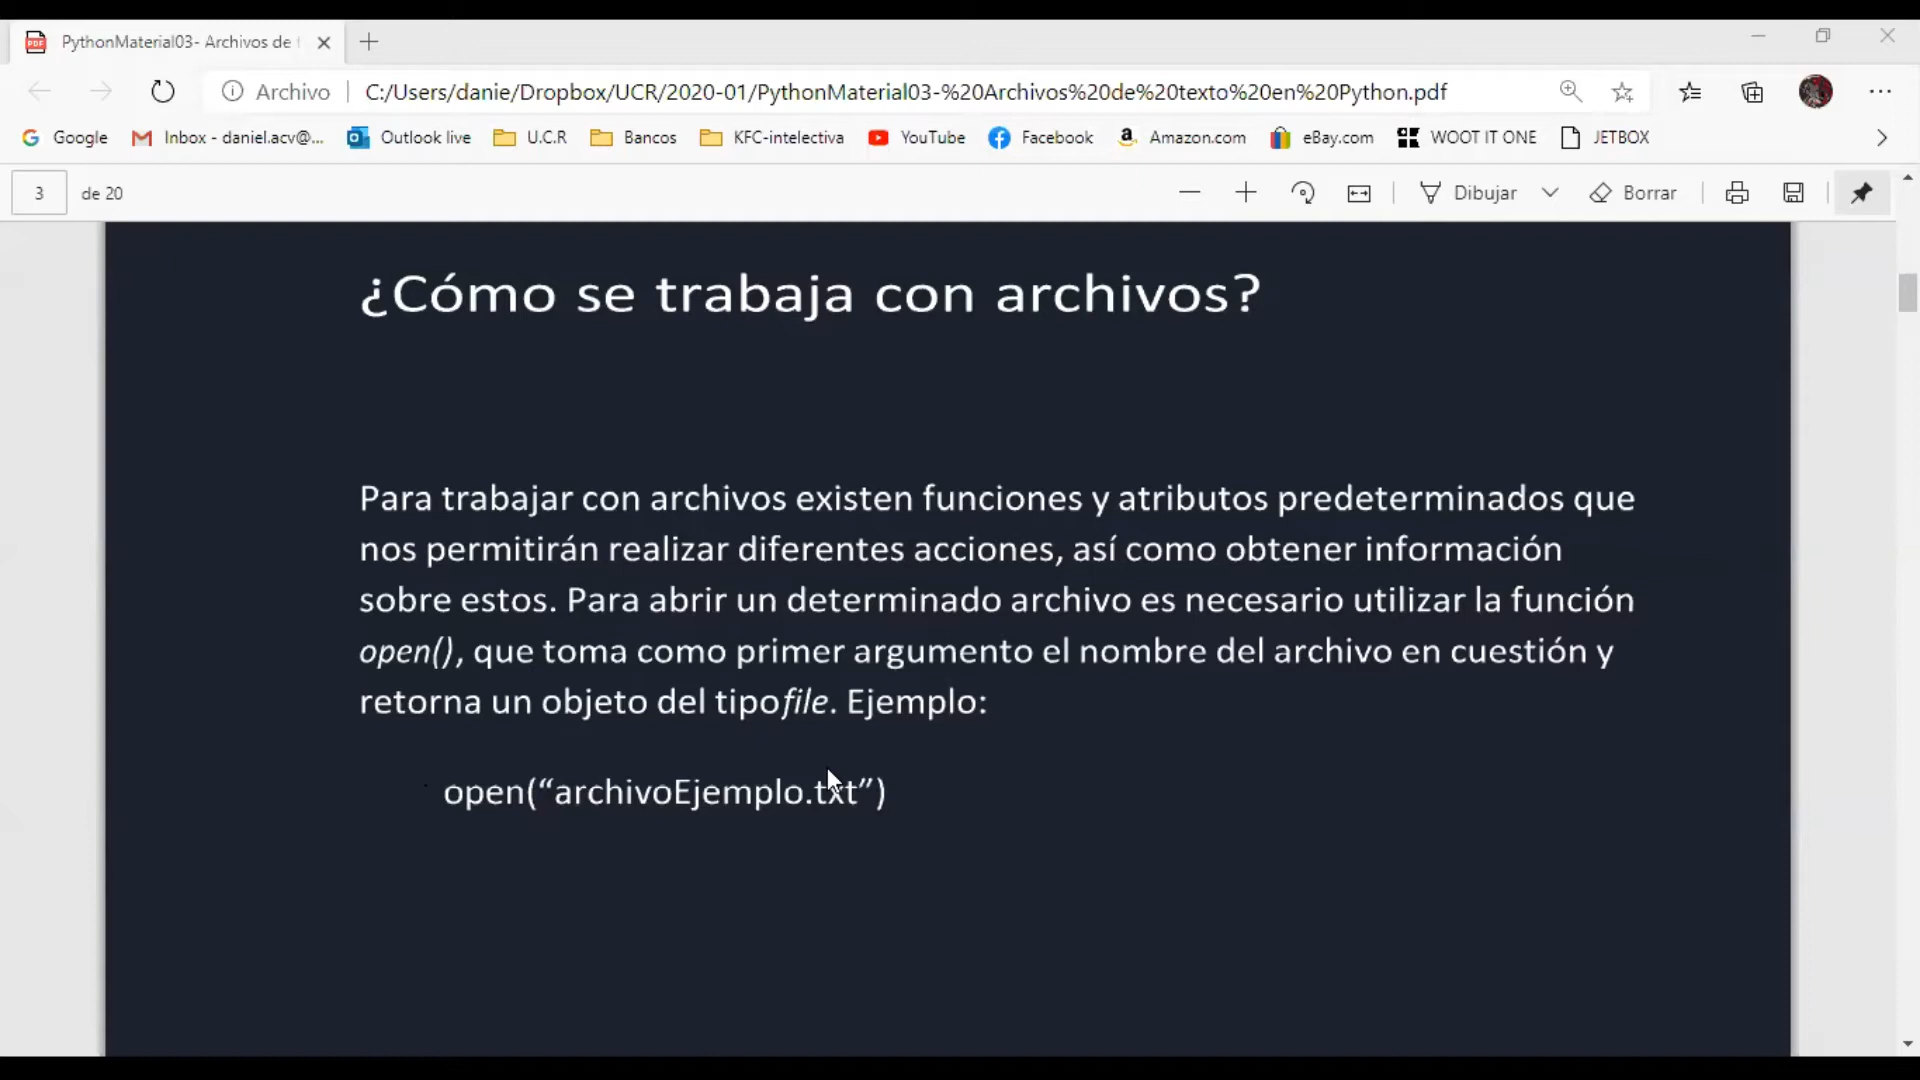 PythonMaterial03- Archivos de
Archivo
C:/Users/danie/Dropbox/UCR/2020-01/PythonMaterial03-%20Archivos%20de%20texto%20en%20Python.pdf
Google
Inbox - daniel.acv@...
Outlook live
U.C.R
Bancos
KFC-intelectiva
YouTube
Facebook
Amazon.com
eBay.com
WOOT IT ONE
JETBOX
3 de 20
Dibujar
Borrar
¿Cómo se trabaja con archivos?
Para trabajar con archivos existen funciones y atributos predeterminados que
nos permitirán realizar diferentes acciones, así como obtener información
sobre estos. Para abrir un determinado archivo es necesario utilizar la función
open(), que toma como primer argumento el nombre del archivo en cuestión y
retorna un objeto del tipofile. Ejemplo:
open(“archivoEjemplo.txt”)